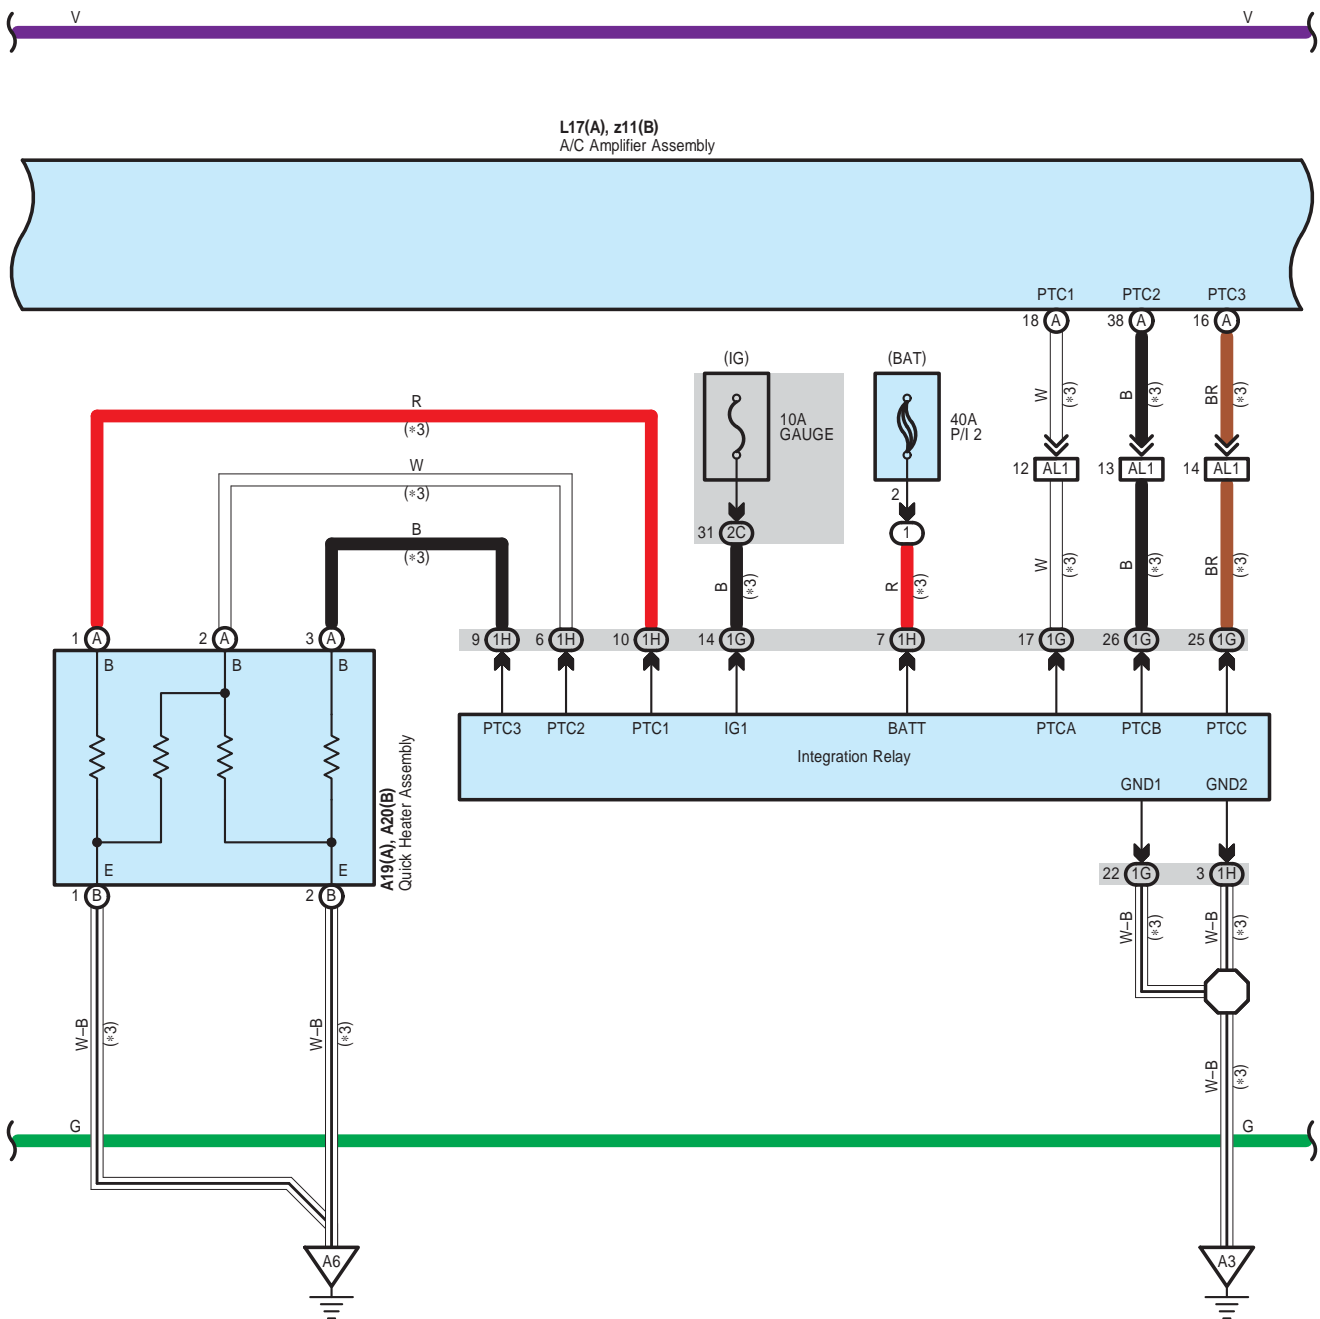 V V
L17(A), z11(B)
A/C Amplifier Assembly
PTC1 PTC2 PTC3
18 A 38 A 16 A
(IG) (BAT)
W (*3) B (*3) BR (*3)
R
(*3)
10A
GAUGE
40A
P/I 2
W
(*3)
12 AL1 13 AL1 14 AL1
2
B
(*3)
31 2C 1
B (*3) R (*3) W (*3) B (*3) BR (*3)
1 A 2 A 3 A 9 1H 6 1H 10 1H 14 1G 7 1H 17 1G 26 1G 25 1G
B B B
PTC3 PTC2 PTC1 IG1 BATT PTCA PTCB PTCC
Integration Relay
GND1 GND2
A19(A), A20(B)
Quick Heater Assembly
E E
22 1G 3 1H
1 B 2 B
W–B (*3) W–B (*3)
W–B (*3) W–B (*3)
W–B (*3)
G G
A6 A3